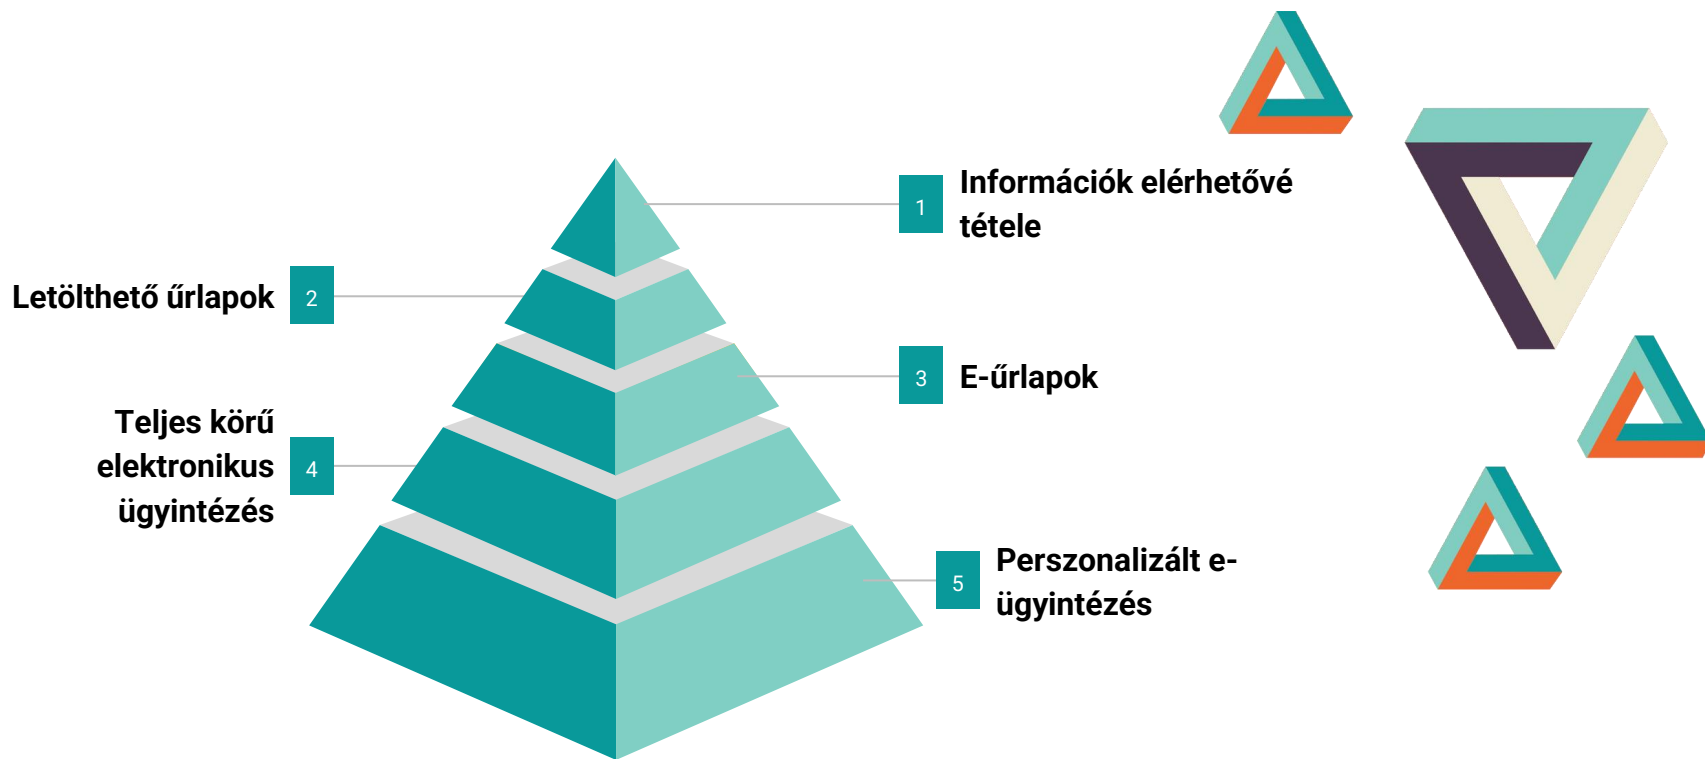 1
Információk elérhetővé
tétele
Letölthető űrlapok
2
3
E-űrlapok
Teljes körű
elektronikus
ügyintézés
4
5
Perszonalizált e-
ügyintézés